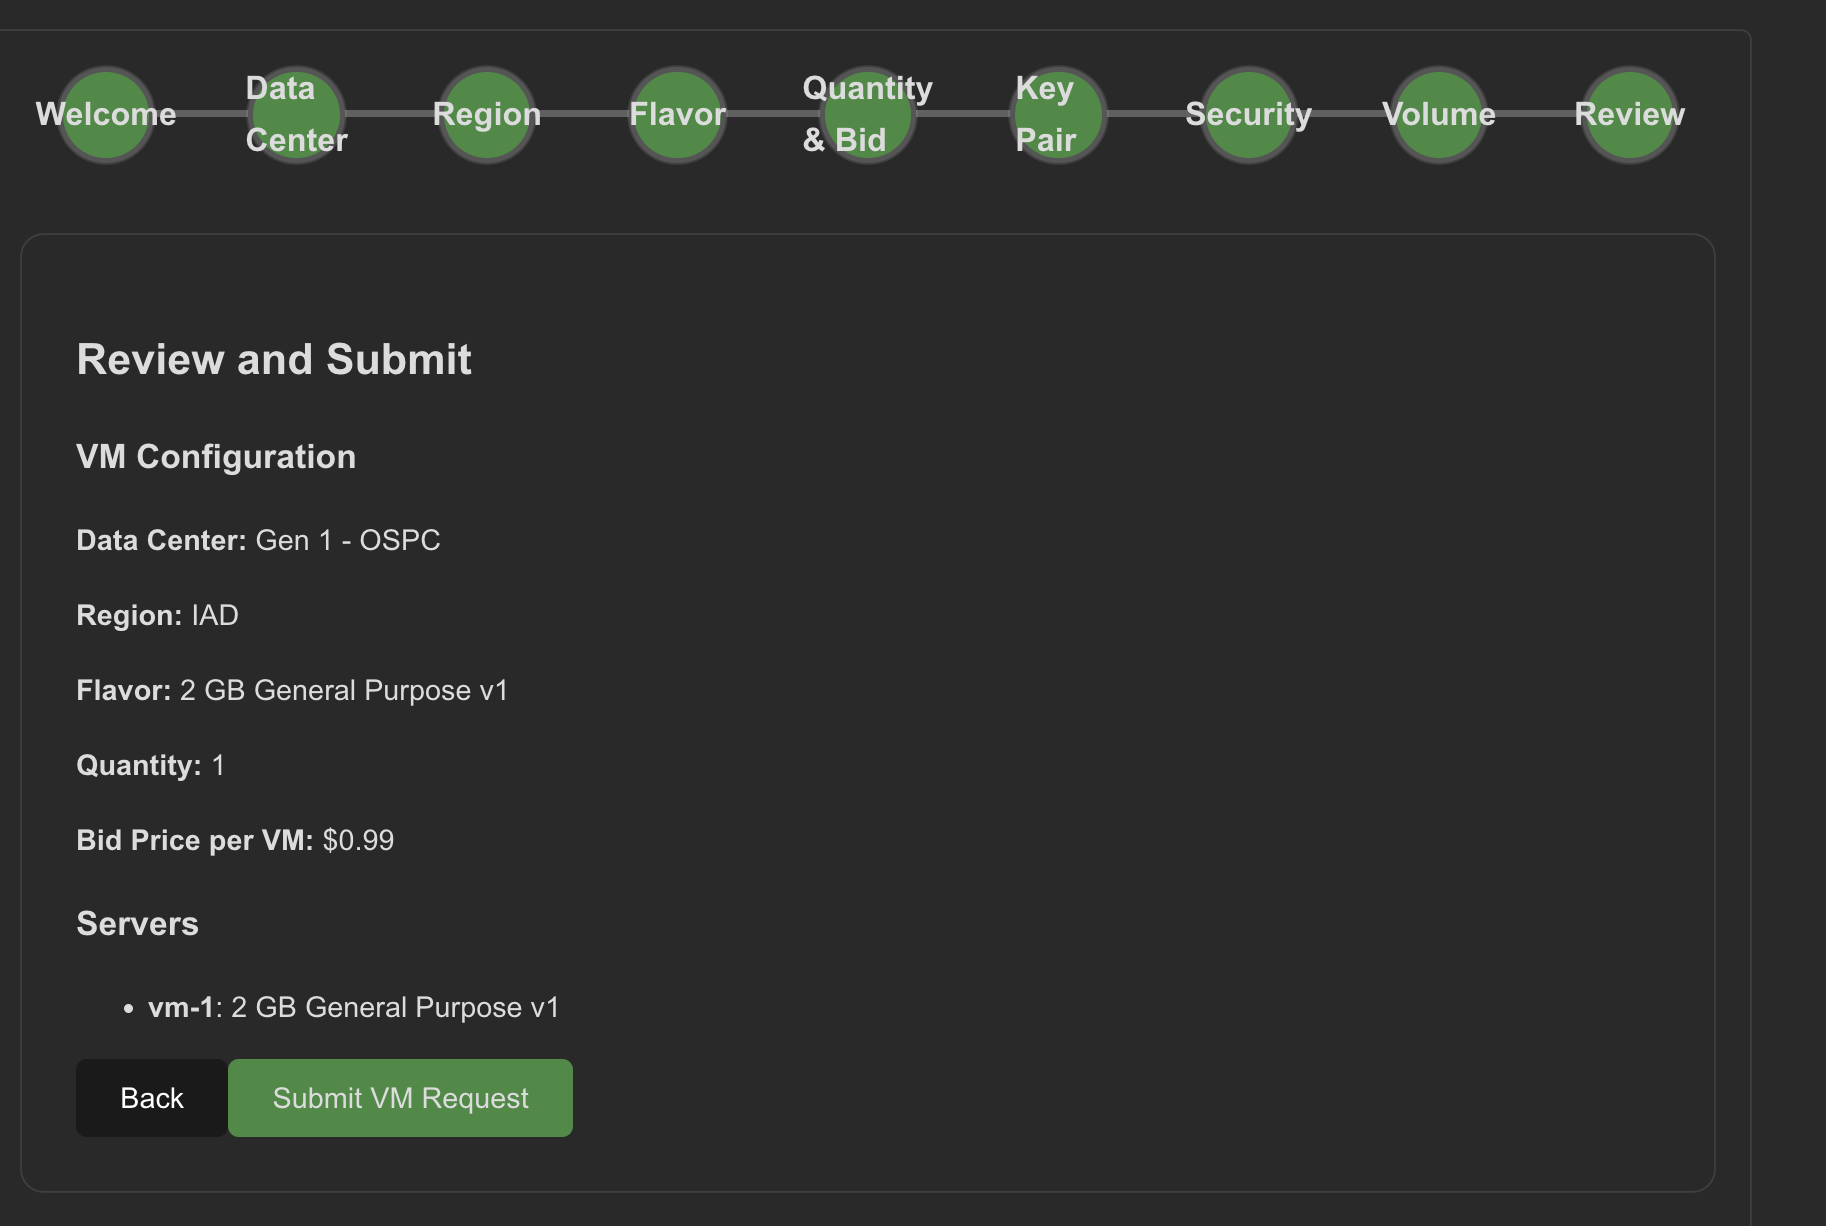 Welcome
Data
Center
Region
Flavor
Quantity
& Bid
Key
Pair
Security
Volume
Review
Review and Submit
VM Configuration
Data Center: Gen 1 - OSPC
Region: IAD
Flavor: 2 GB General Purpose v1
Quantity: 1
Bid Price per VM: $0.99
Servers
vm-1: 2 GB General Purpose v1
Back
Submit VM Request